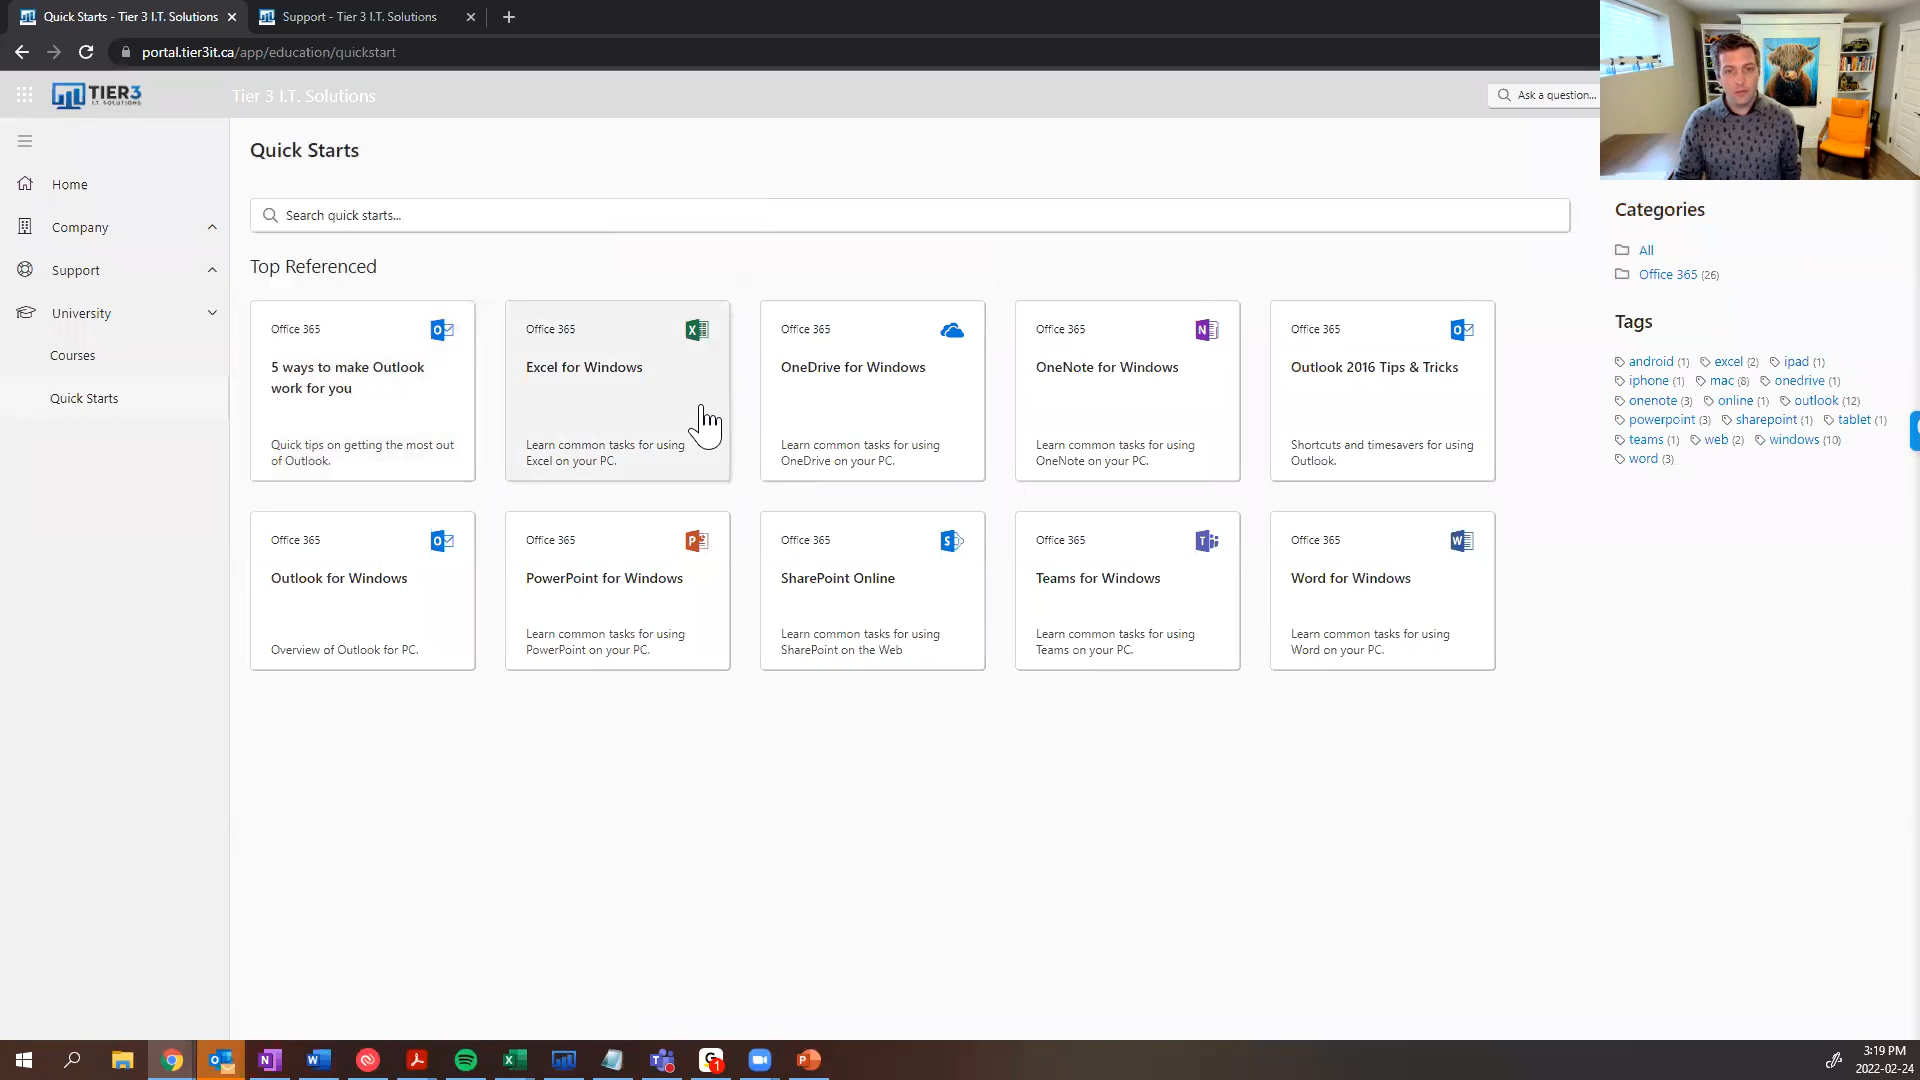 Quick Starts - Tier 3 I.T. Solutions
Support - Tier 3 I.T. Solutions
portal.tier3it.ca/app/education/quickstart
TIER3
I.T. SOLUTIONS
Tier 3 I.T. Solutions
Ask a question...
Home
Company
Support
University
Courses
Quick Starts
Quick Starts
Search quick starts...
Top Referenced
Office 365
5 ways to make Outlook
work for you
Quick tips on getting the most out
of Outlook.
Office 365
Excel for Windows
Learn common tasks for using
Excel on your PC.
Office 365
OneDrive for Windows
Learn common tasks for using
OneDrive on your PC.
Office 365
OneNote for Windows
Learn common tasks for using
OneNote on your PC.
Office 365
Outlook 2016 Tips & Tricks
Shortcuts and timesavers for using
Outlook.
Office 365
Outlook for Windows
Overview of Outlook for PC.
Office 365
PowerPoint for Windows
Learn common tasks for using
PowerPoint on your PC.
Office 365
SharePoint Online
Learn common tasks for using
SharePoint on the Web
Office 365
Teams for Windows
Learn common tasks for using
Teams on your PC.
Office 365
Word for Windows
Learn common tasks for using
Word on your PC.
Categories
All
Office 365 (26)
Tags
android (1) excel (2) ipad (1)
iphone (1) mac (8) onedrive (1)
onenote (3) online (1) outlook (12)
powerpoint (3) sharepoint (1) tablet (1)
teams (1) web (2) windows (10)
word (3)
3:19 PM
2022-02-24